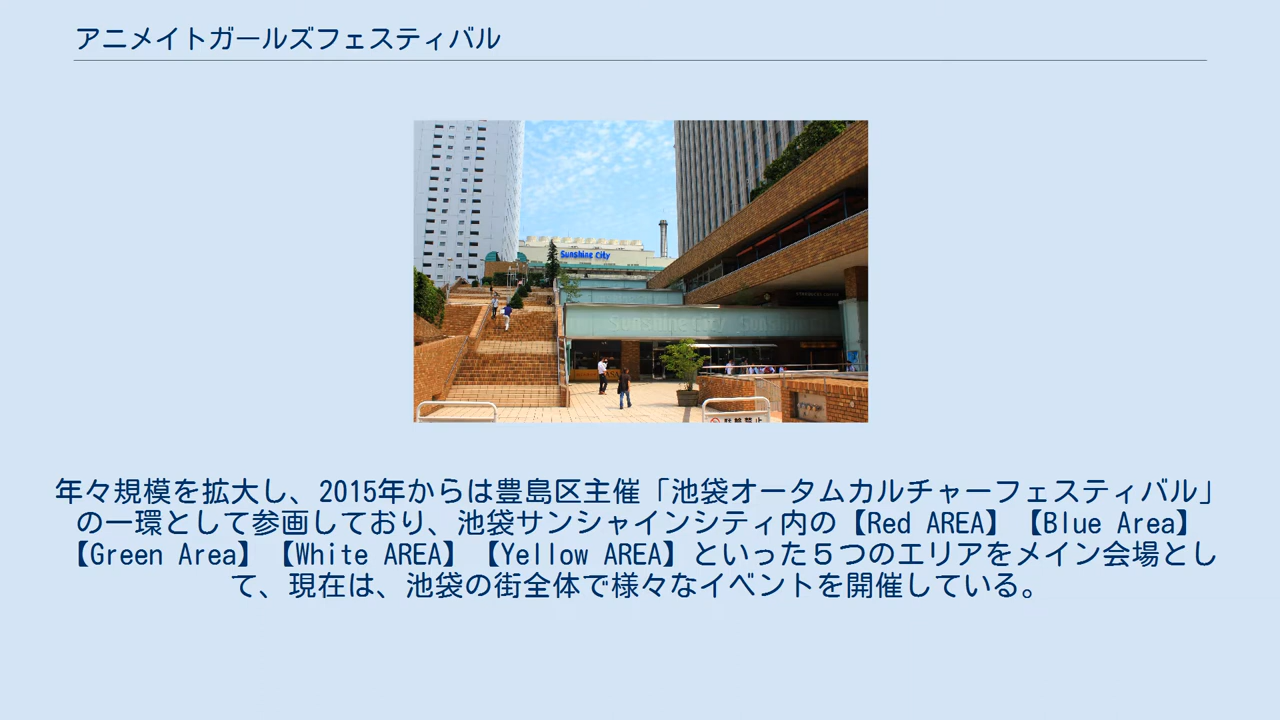 アニメイトガールズフェスティバル
Sunshine City
Sunshine City
年々規模を拡大し、2015年からは豊島区主催「池袋オータムカルチャーフェスティバル」
の一環として参画しており、池袋サンシャインシティ内の【Red AREA】【Blue Area】
【Green Area】【White AREA】【Yellow AREA】といった５つのエリアをメイン会場とし
て、現在は、池袋の街全体で様々なイベントを開催している。